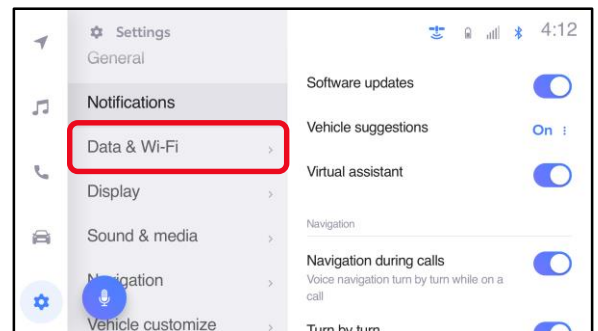 Settings
4:12
General
Notifications
Data & Wi-Fi
Display
Sound & media
Navigation
Vehicle customize
Software updates
Vehicle suggestions
On
Virtual assistant
Navigation
Navigation during calls
Voice navigation turn by turn while on a
call
Turn by turn